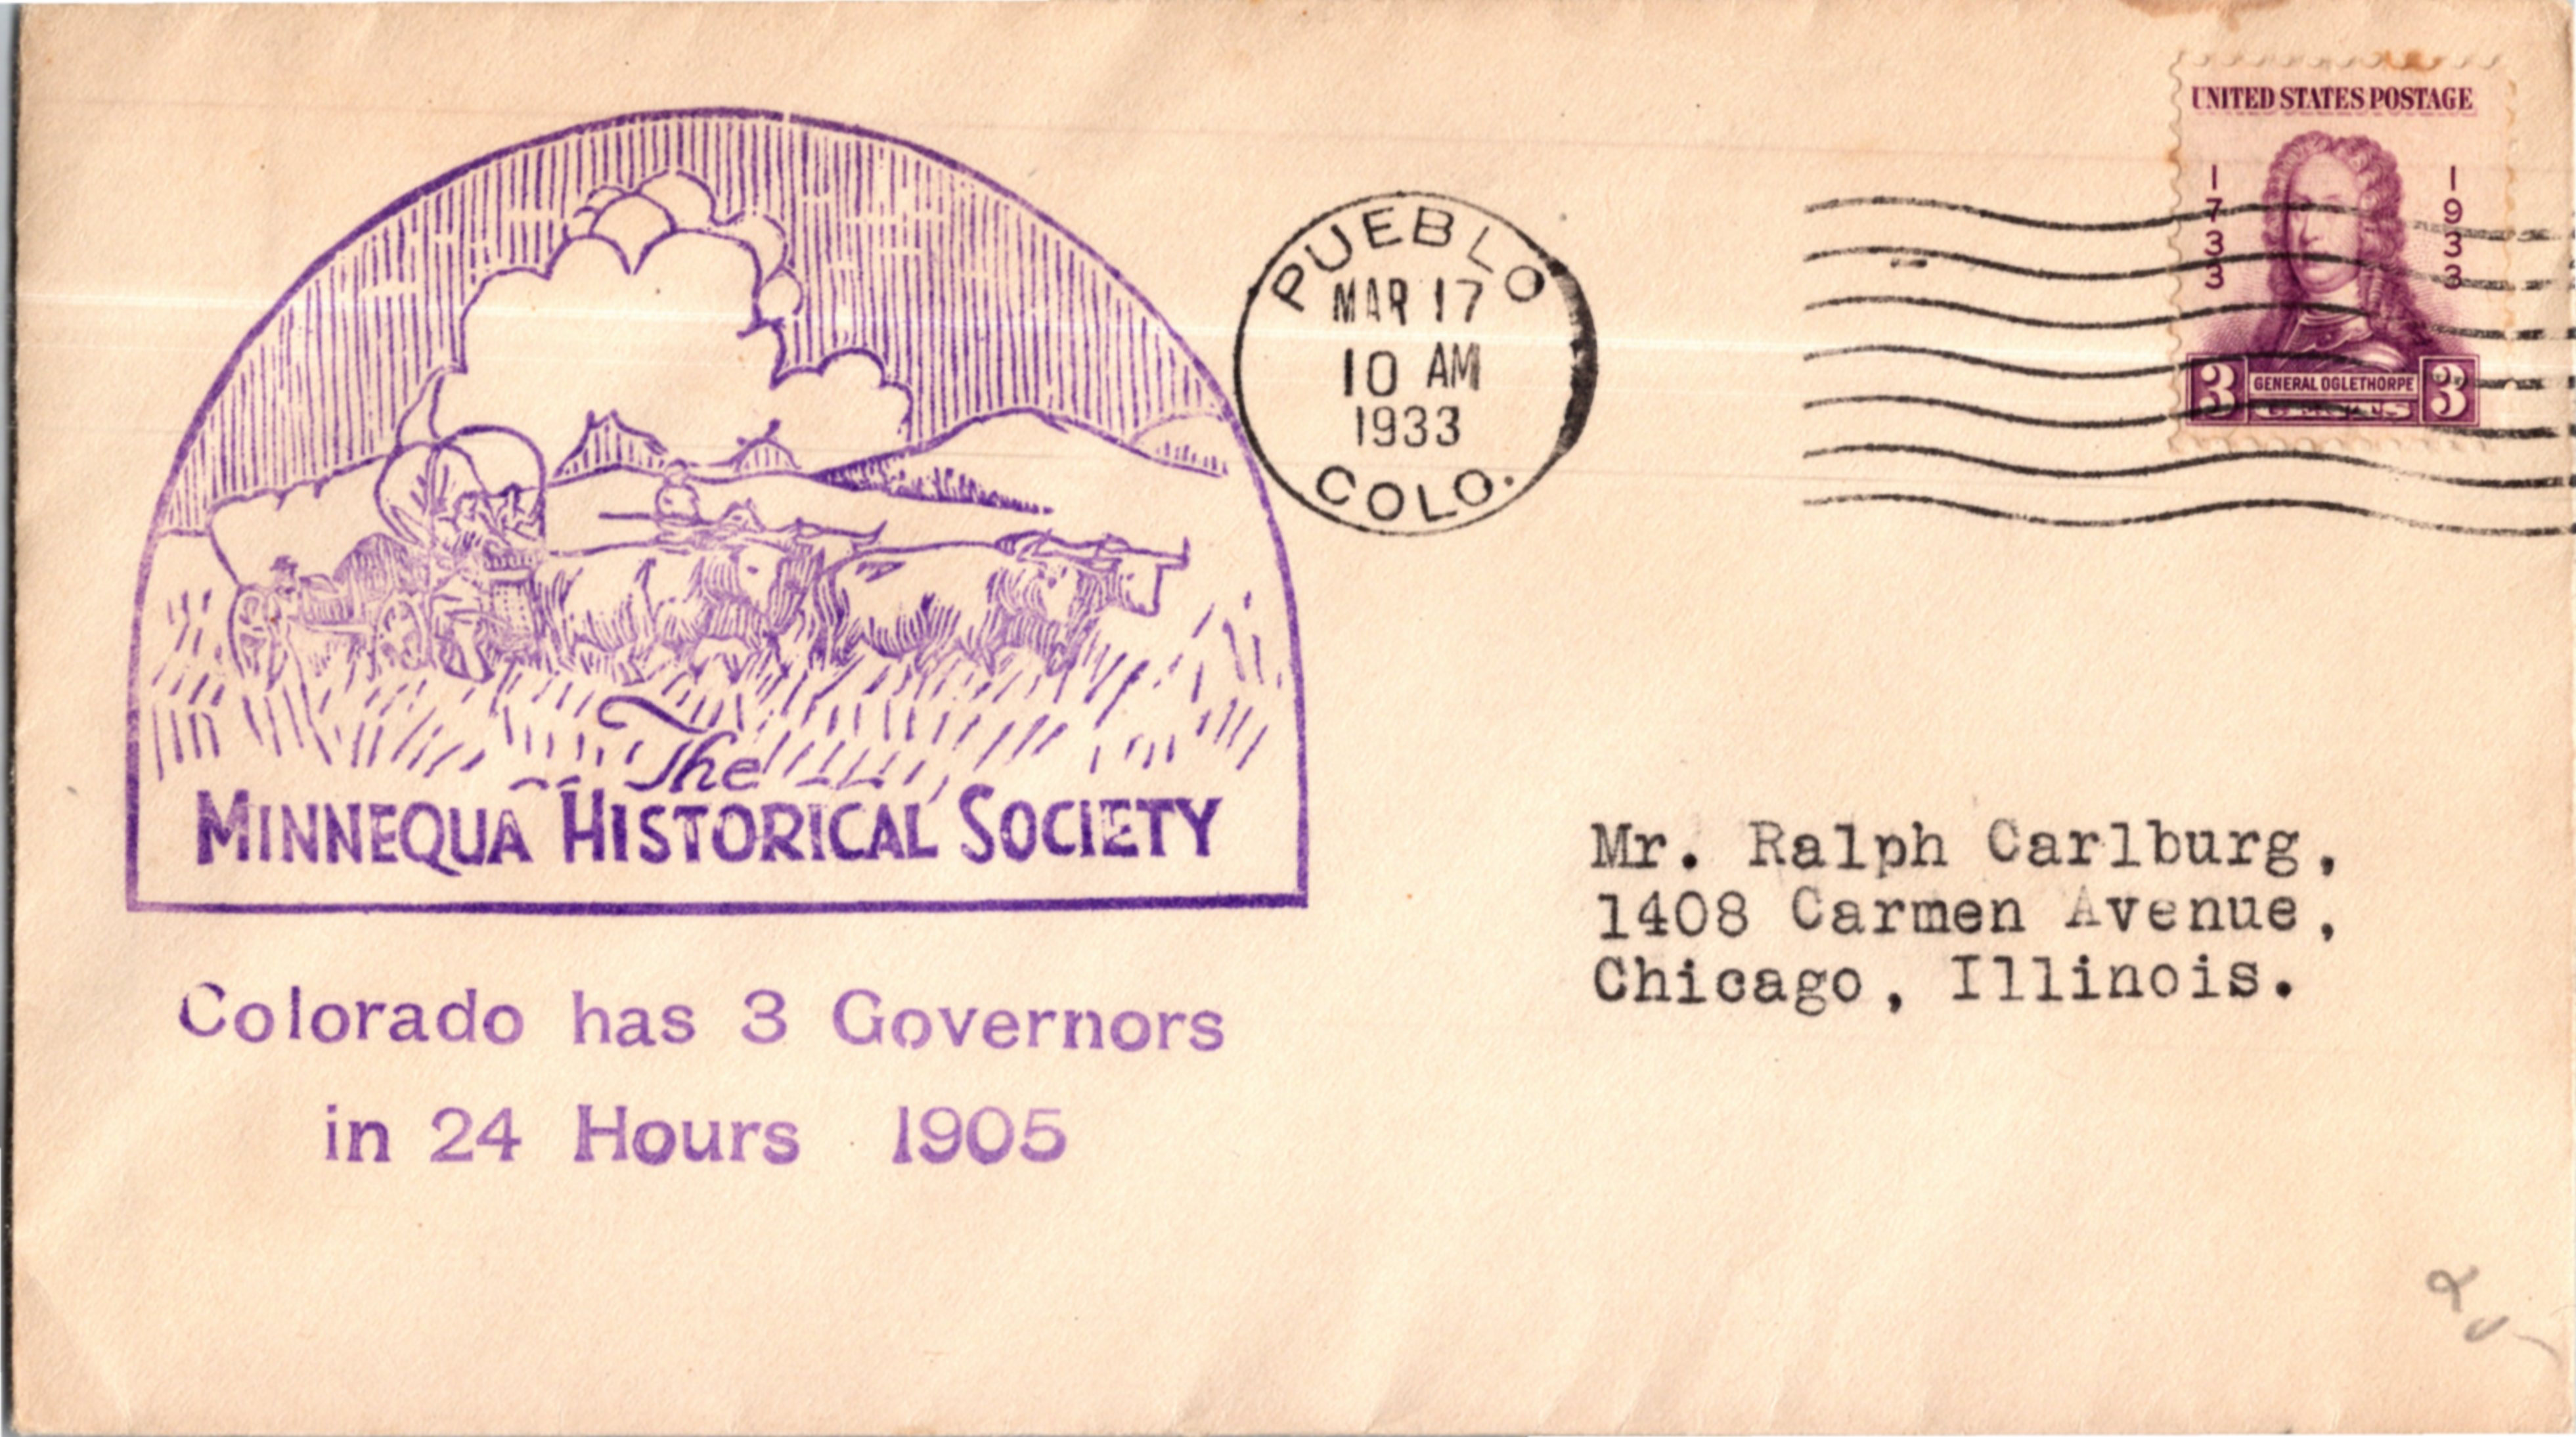 UNITED STATES POSTAGE
1733
1933
3 GENERAL OGLETHORPE 3
PUEBLO
MAR 17
10 AM
1933
COLO.
The
MINNEQUA HISTORICAL SOCIETY
Colorado has 3 Governors
in 24 Hours 1905
Mr. Ralph Carlburg,
1408 Carmen Avenue,
Chicago, Illinois.